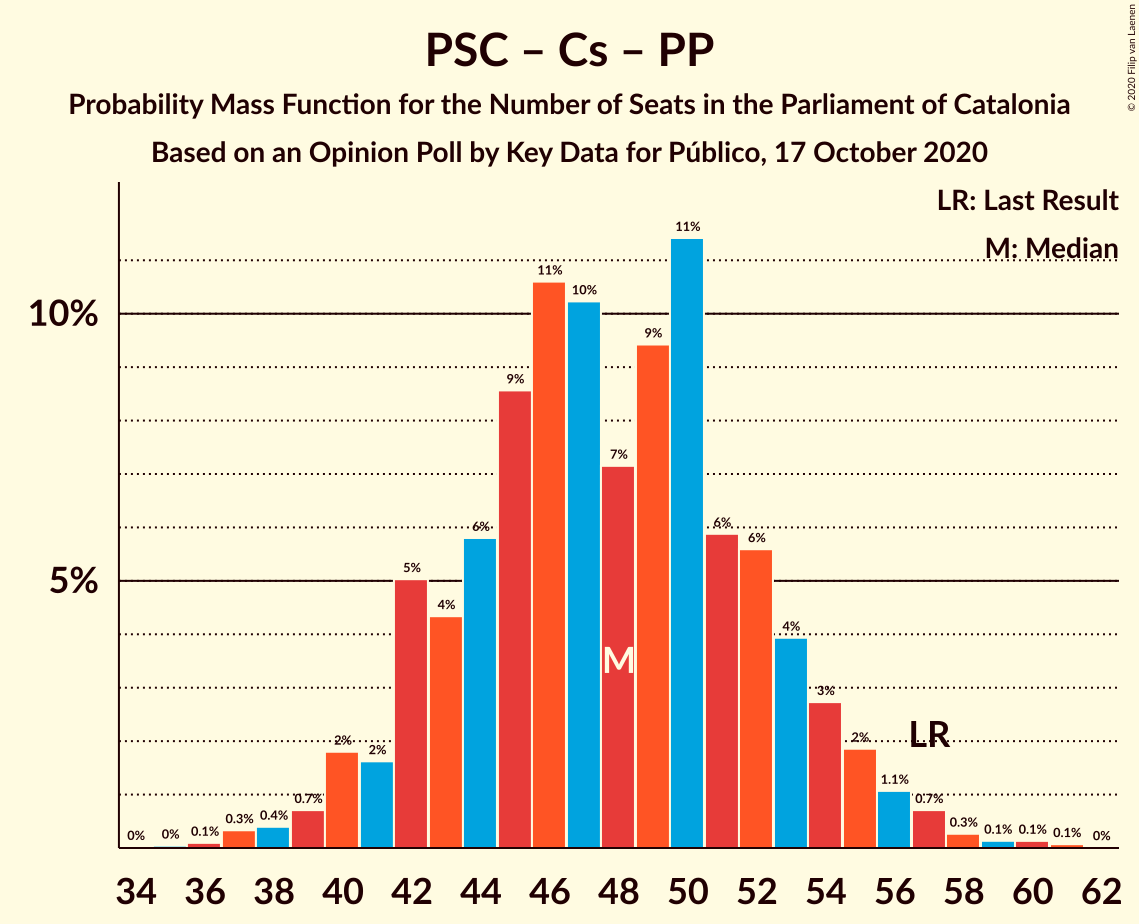 PSC – Cs – PP
Probability Mass Function for the Number of Seats in the Parliament of Catalonia
Based on an Opinion Poll by Key Data for Público, 17 October 2020
© 2020 Filip van Laenen
LR: Last Result
M: Median
10%
5%
0% 0% 0.1% 0.3% 0.4% 0.7% 2% 2% 5% 4% 6% 9% 11% 10% 7% 9% 11% 6% 6% 4% 3% 2% 1.1% 0.7% 0.3% 0.1% 0.1% 0.1% 0%
M
LR
34 36 38 40 42 44 46 48 50 52 54 56 58 60 62